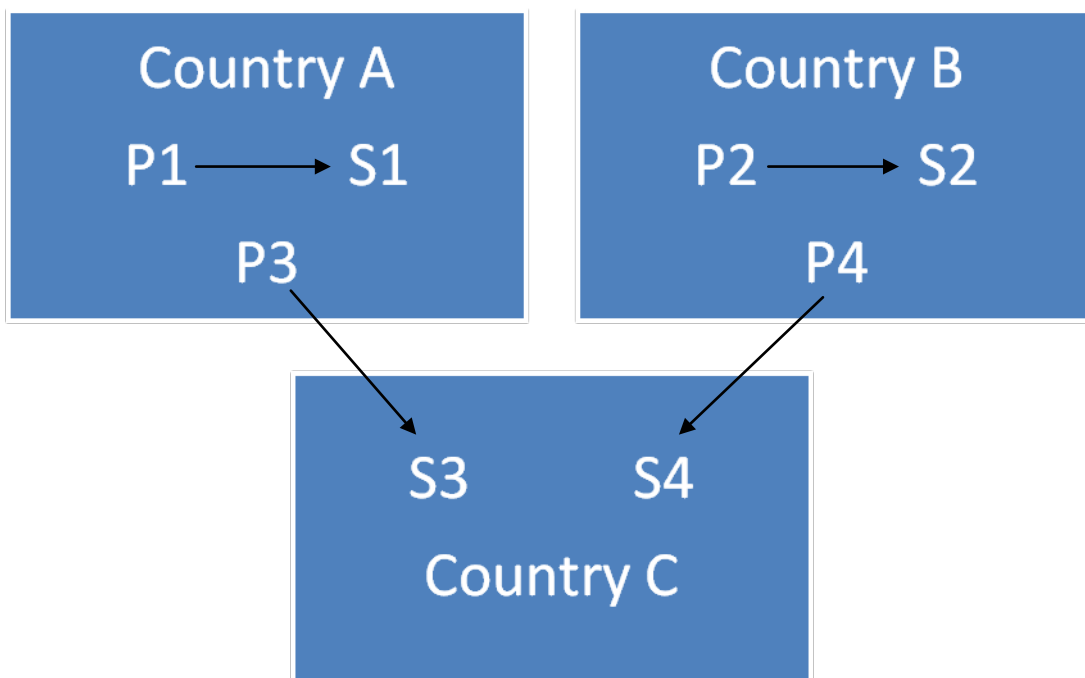 Country A
P1 S1
P3
Country B
P2 S2
P4
S3 S4
Country C